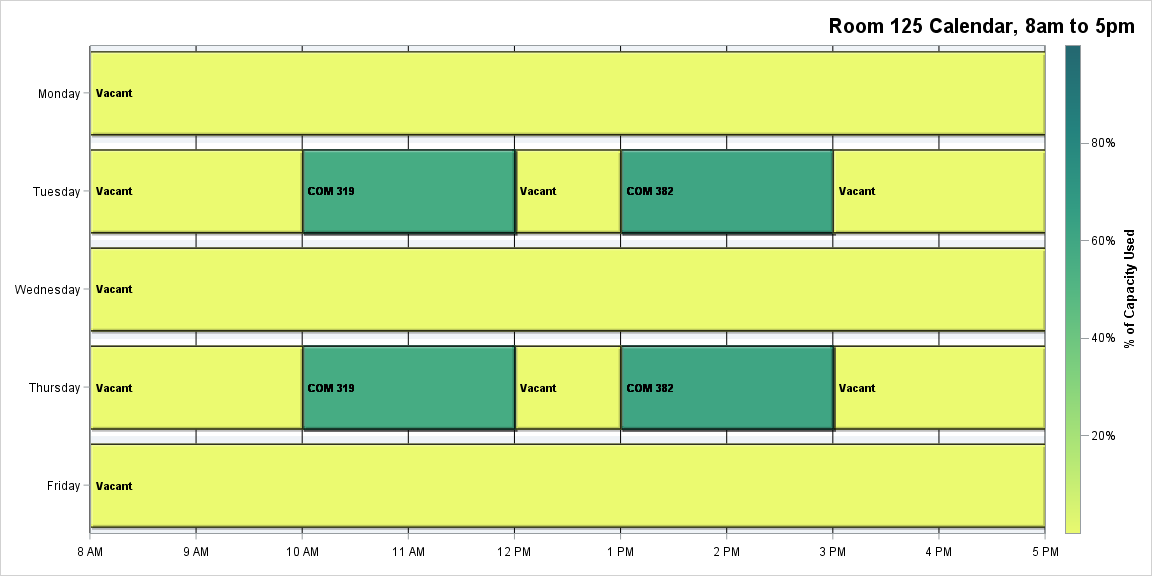 Room 125 Calendar, 8am to 5pm
Monday
Vacant
Tuesday
Vacant
COM 319
Vacant
COM 382
Vacant
Wednesday
Vacant
Thursday
Vacant
COM 319
Vacant
COM 382
Vacant
Friday
Vacant
8 AM
9 AM
10 AM
11 AM
12 PM
1 PM
2 PM
3 PM
4 PM
5 PM
80%
60%
40%
20%
% of Capacity Used